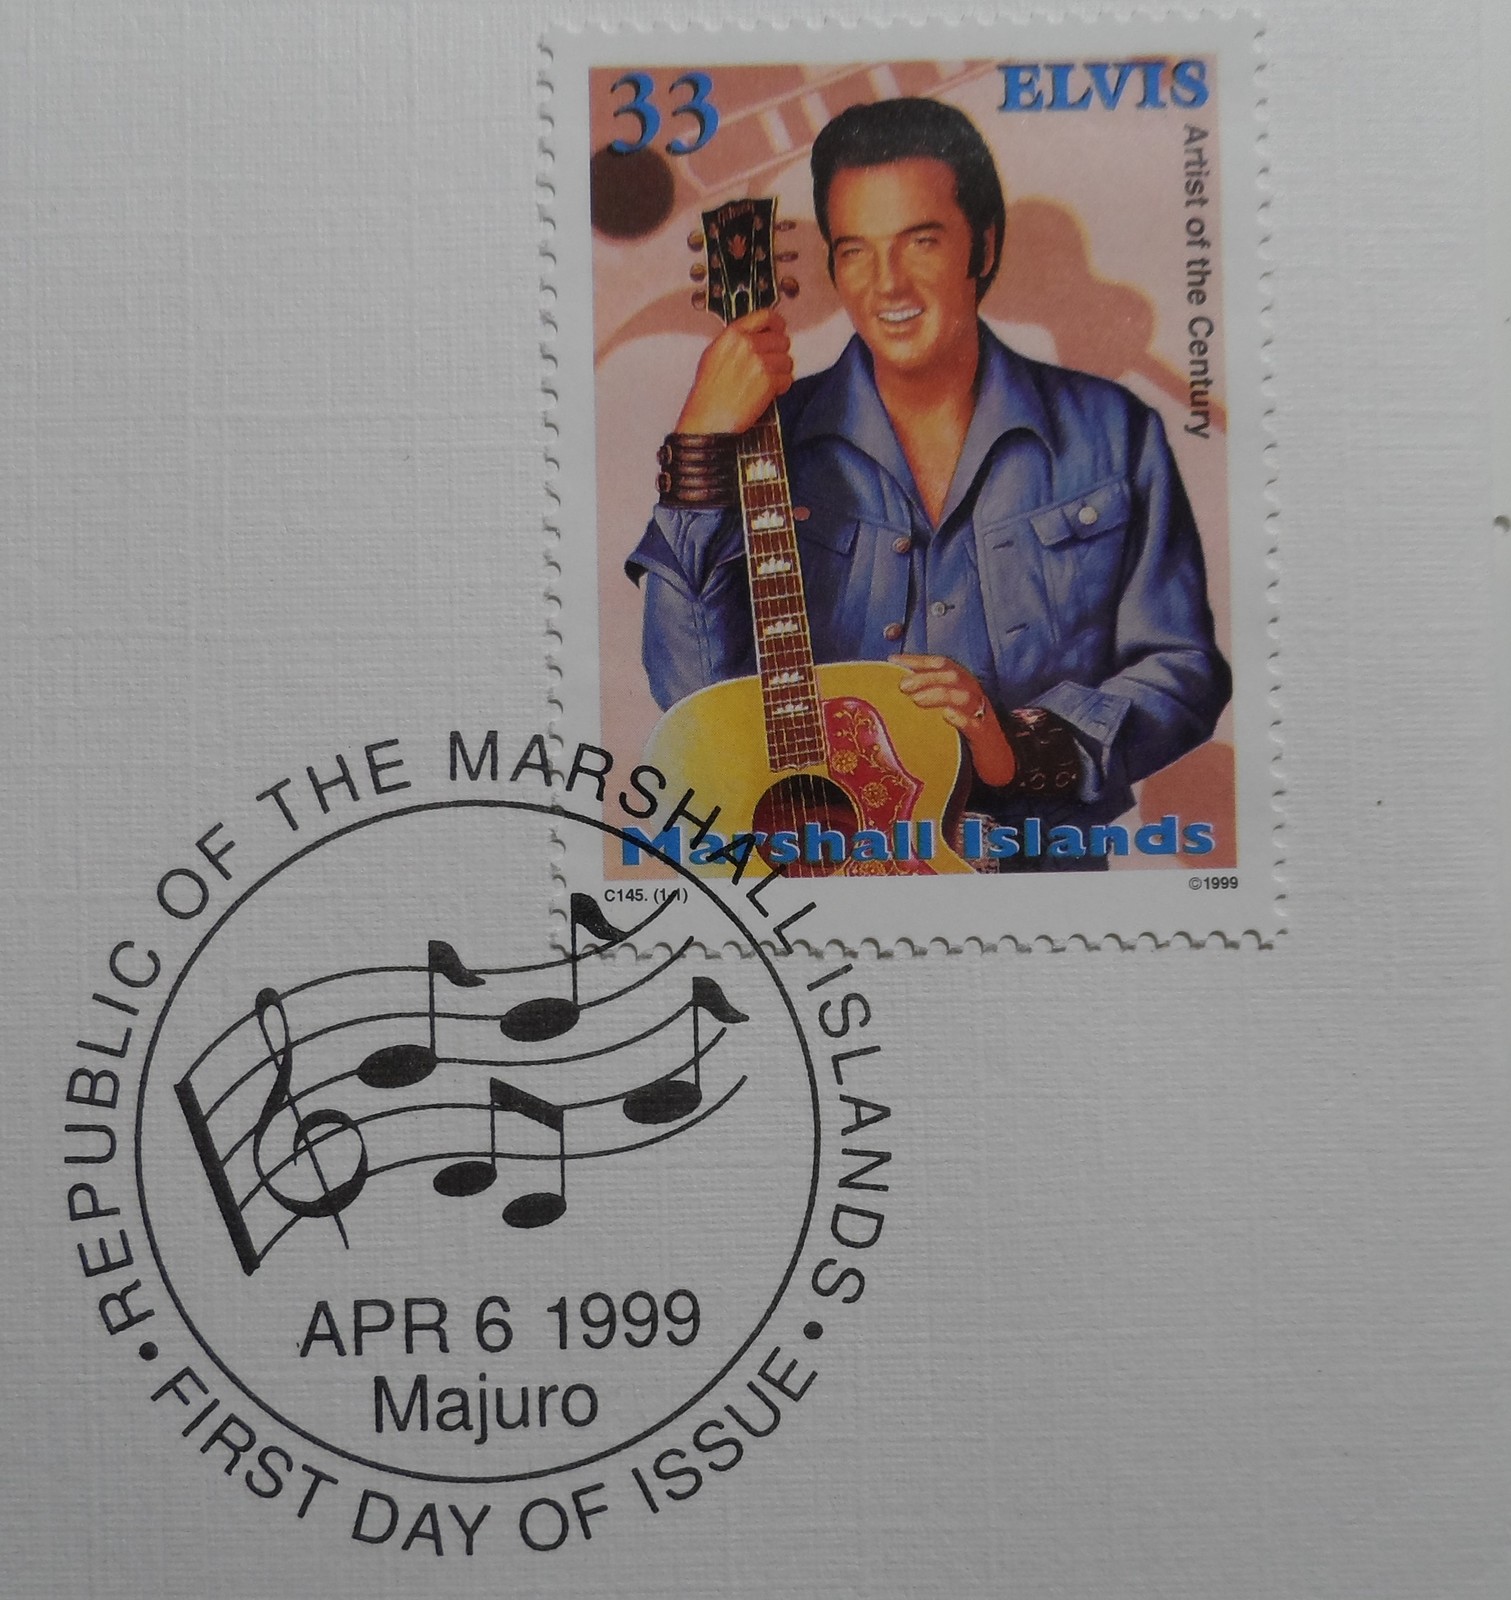 33
ELVIS
Artist of the Century
Gibson
Marshall Islands
C145. (1-1)
©1999
REPUBLIC OF THE MARSHALL ISLANDS
APR 6 1999
Majuro
• FIRST DAY OF ISSUE •